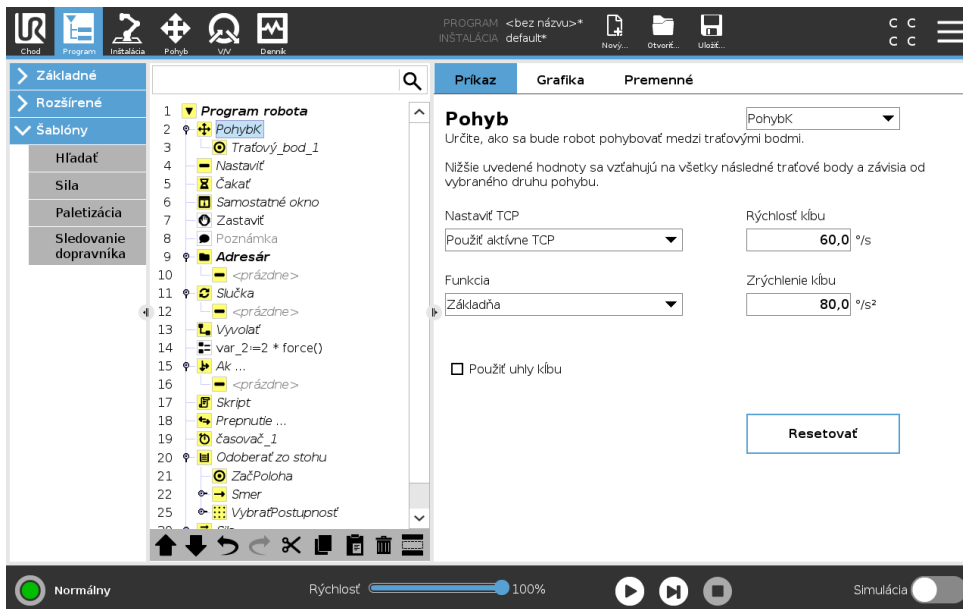 PROGRAM <bez názvu>*
INŠTALÁCIA default*
C C
C C
Chod Program Inštalácia Pohyb V/V Denník Nový... Otvoriť... Uložiť...
Základné
Rozšírené
Šablóny
Hľadať
Sila
Paletizácia
Sledovanie
dopravníka
1 Program robota
2 PohybK
3 Traťový_bod_1
4 Nastaviť
5 Čakať
6 Samostatné okno
7 Zastaviť
8 Poznámka
9 Adresár
10 <prázdne>
11 Slučka
12 <prázdne>
13 Vyvolať
14 var_2:=2 * force()
15 Ak ...
16 <prázdne>
17 Skript
18 Prepnutie ...
19 časovač_1
20 Odoberať zo stohu
21 ZačPoloha
22 Smer
25 VybraťPostupnosť
Príkaz Grafika Premenné
Pohyb PohybK
Určite, ako sa bude robot pohybovať medzi traťovými bodmi.
Nižšie uvedené hodnoty sa vzťahujú na všetky následné traťové body a závisia od
vybraného druhu pohybu.
Nastaviť TCP Rýchlosť kĺbu
Použiť aktívne TCP 60,0 °/s
Funkcia Zrýchlenie kĺbu
Základňa 80,0 °/s²
Použiť uhly kĺbu
Resetovať
Normálny Rýchlosť 100% Simulácia